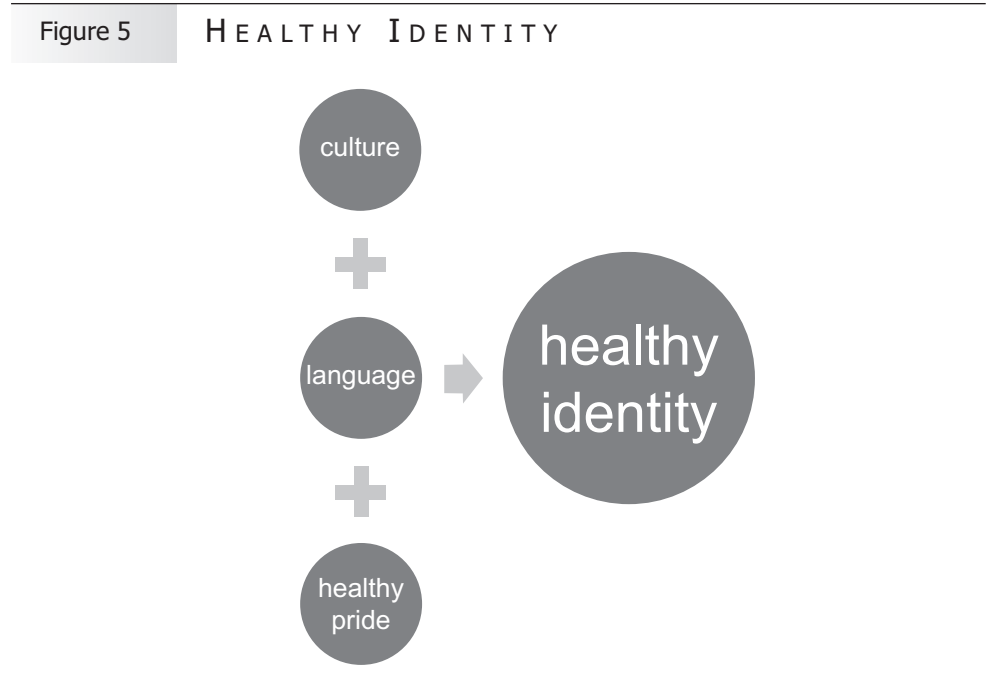 Figure 5
HEALTHY IDENTITY
culture
+
language
healthy
identity
+
healthy
pride